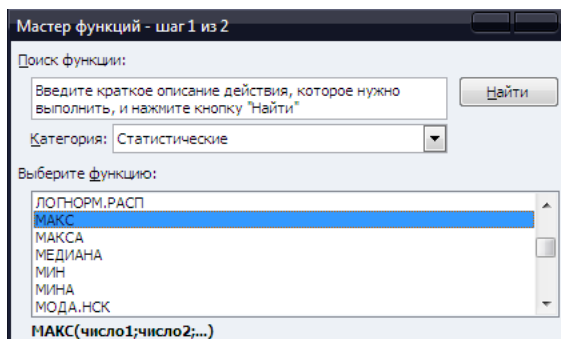 Мастер функций - шаг 1 из 2
Поиск функции:
Введите краткое описание действия, которое нужно
выполнить, и нажмите кнопку "Найти"
Найти
Категория: Статистические
Выберите функцию:
ЛОГНОРМ.РАСП
МАКС
МАКСА
МЕДИАНА
МИН
МИНА
МОДА.НСК
МАКС(число1;число2;...)